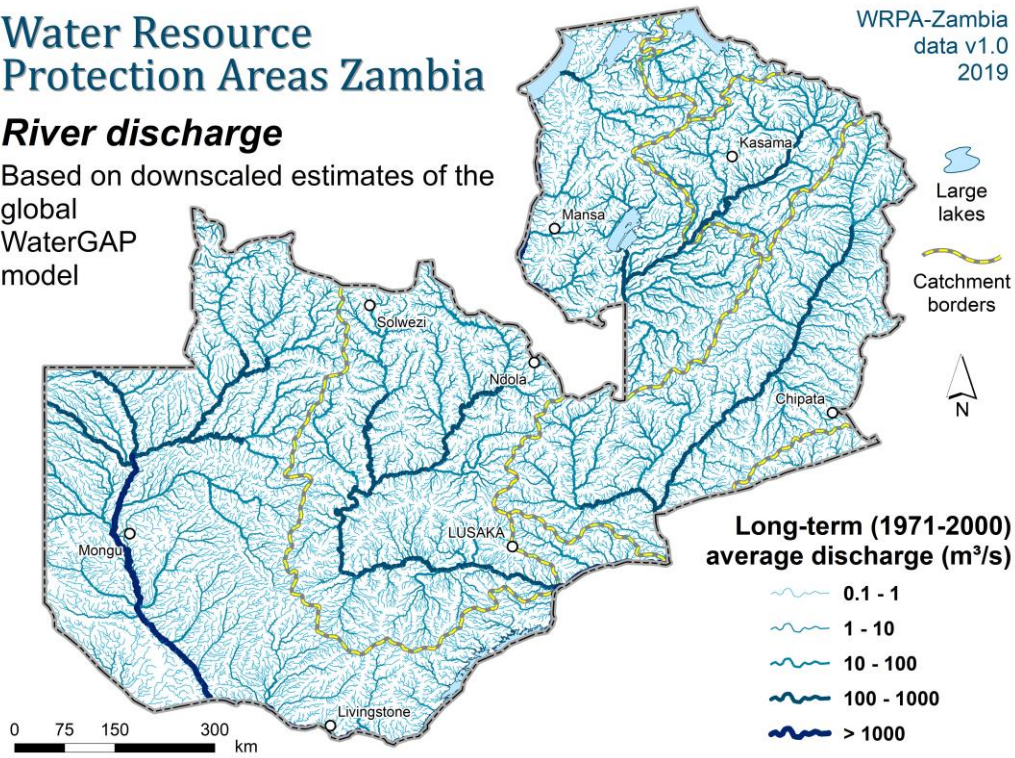 Water Resource
Protection Areas Zambia
River discharge
Based on downscaled estimates of the
global
WaterGAP
model
WRPA-Zambia
data v1.0
2019
Kasama
Mansa
Large
lakes
Catchment
borders
N
Solwezi
Ndola
Chipata
LUSAKA
Mongu
Livingstone
Long-term (1971-2000)
average discharge (m³/s)
0.1 - 1
1 - 10
10 - 100
100 - 1000
> 1000
0 75 150 300
km